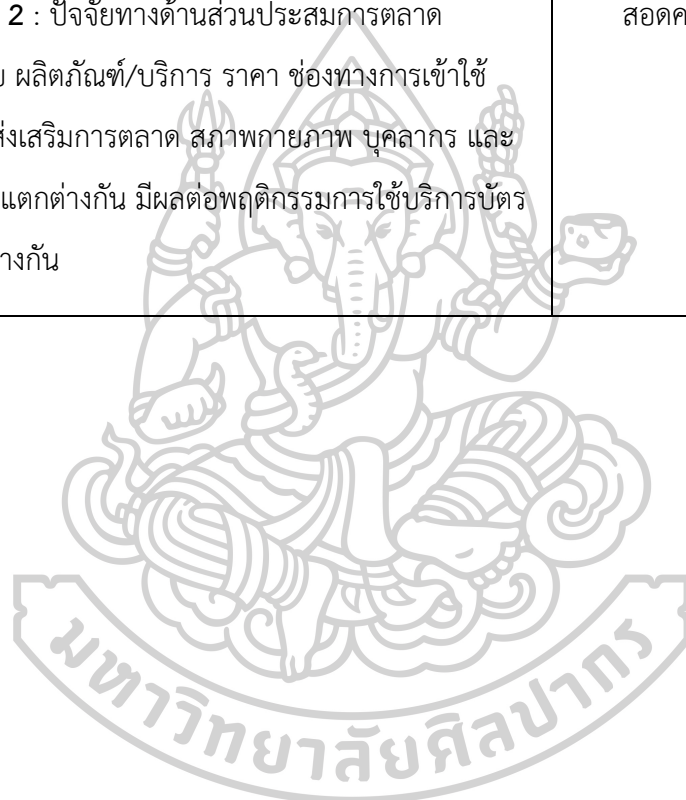 2 : ปัจจัยทางด้านส่วนประสมการตลาด
ผลิตภัณฑ์/บริการ ราคา ช่องทางการเข้าใช้
ส่งเสริมการตลาด สภาพกายภาพ บุคลากร และ
แตกต่างกัน มีผลต่อพฤติกรรมการใช้บริการบัตร
างกัน
สอดค
มหาวิทยาลัยศิลปากร